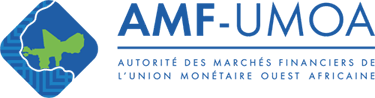 AMF-UMOA
AUTORITÉ DES MARCHÉS FINANCIERS DE
L'UNION MONÉTAIRE OUEST AFRICAINE